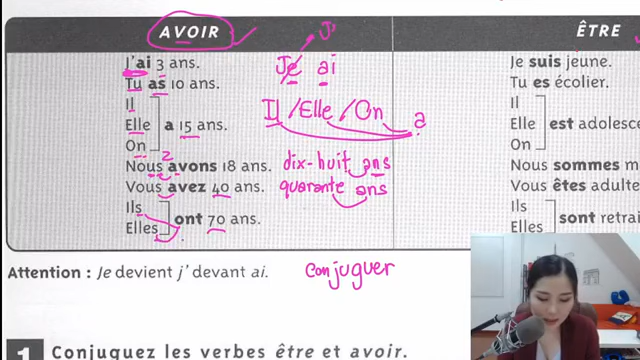 AVOIR
J'
J'ai 3 ans.
Je ai
Tu as 10 ans.
Il
Elle a 15 ans.
On
Il / Elle / On a
Nous avons 18 ans.
2
dix-huit ans
Vous avez 40 ans.
quarante ans
Ils
Elles ont 70 ans.
ÊTRE
Je suis jeune.
Tu es écolier.
Il
Elle est adolesc
On
Nous sommes m
Vous êtes adulte
Ils
Elles sont retrai
Attention : Je devient j' devant ai.
conjuguer
1 Conjuguez les verbes être et avoir.